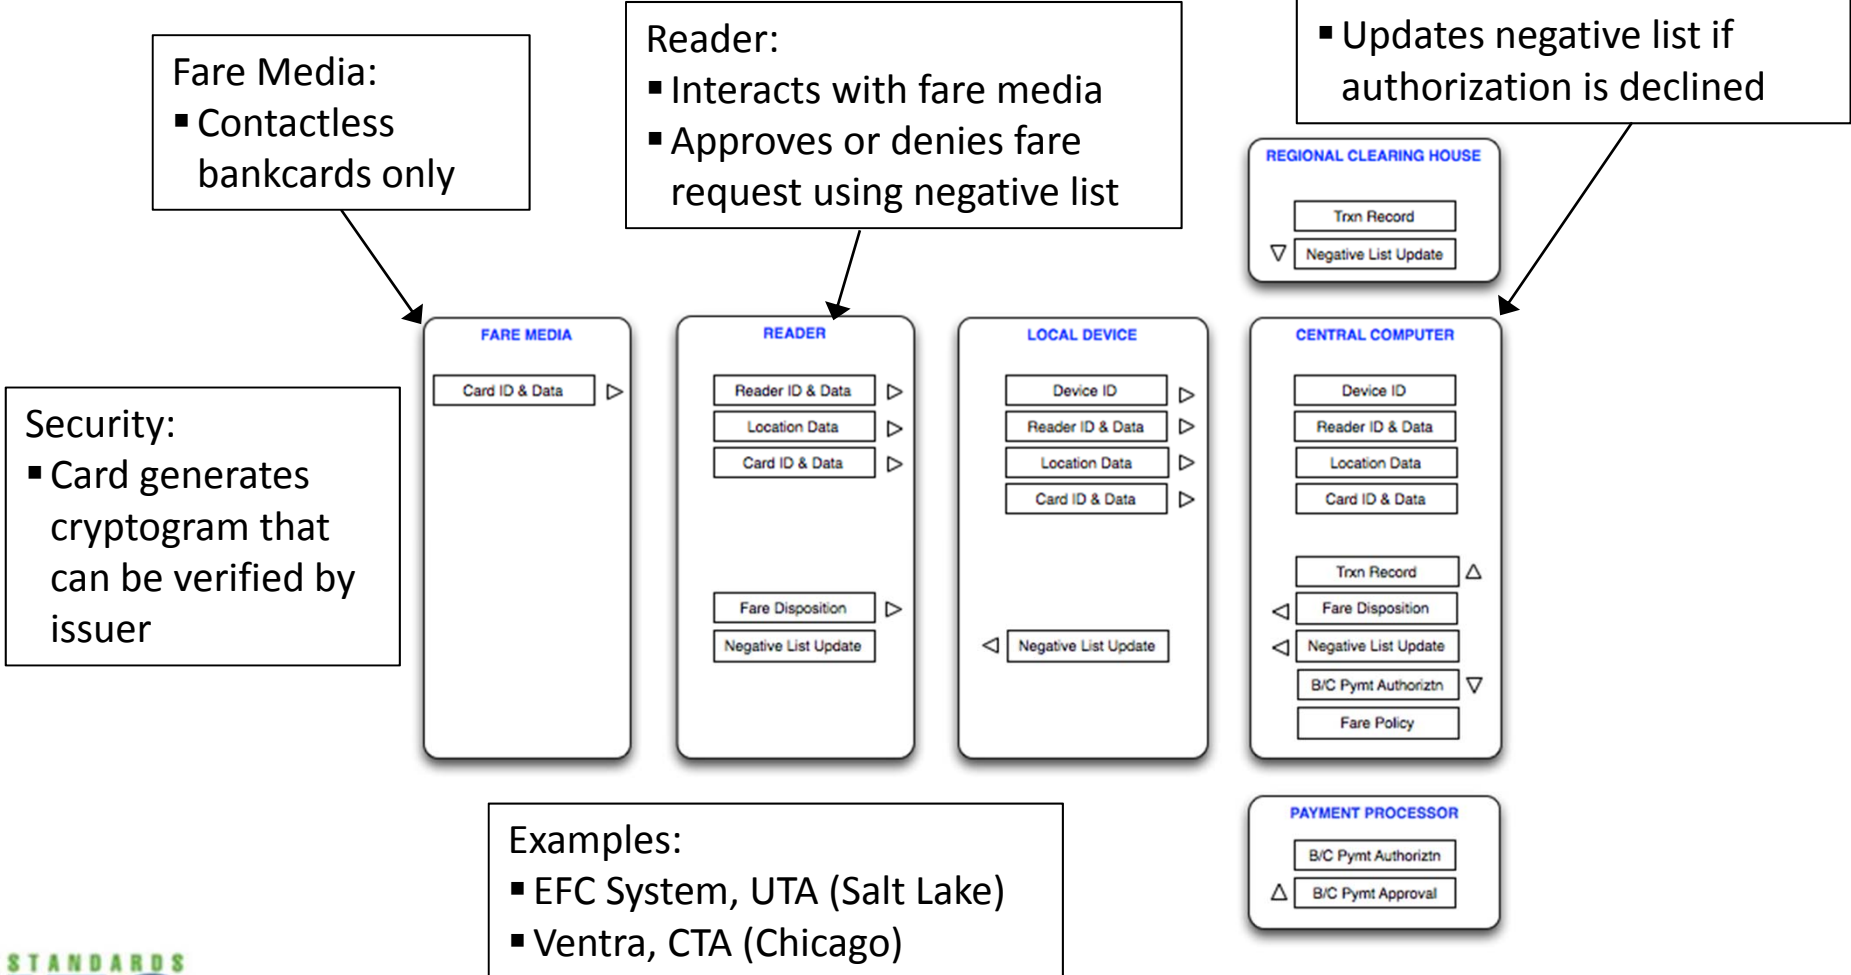 Fare Media:
▪ Contactless
bankcards only
Reader:
▪ Interacts with fare media
▪ Approves or denies fare
request using negative list
▪ Updates negative list if
authorization is declined
REGIONAL CLEARING HOUSE
Trxn Record
Negative List Update
Security:
▪ Card generates
cryptogram that
can be verified by
issuer
FARE MEDIA
Card ID & Data
READER
Reader ID & Data
Location Data
Card ID & Data
Fare Disposition
Negative List Update
LOCAL DEVICE
Device ID
Reader ID & Data
Location Data
Card ID & Data
Negative List Update
CENTRAL COMPUTER
Device ID
Reader ID & Data
Location Data
Card ID & Data
Trxn Record
Fare Disposition
Negative List Update
B/C Pymt Authoriztn
Fare Policy
PAYMENT PROCESSOR
B/C Pymt Authoriztn
B/C Pymt Approval
Examples:
▪ EFC System, UTA (Salt Lake)
▪ Ventra, CTA (Chicago)
STANDARDS